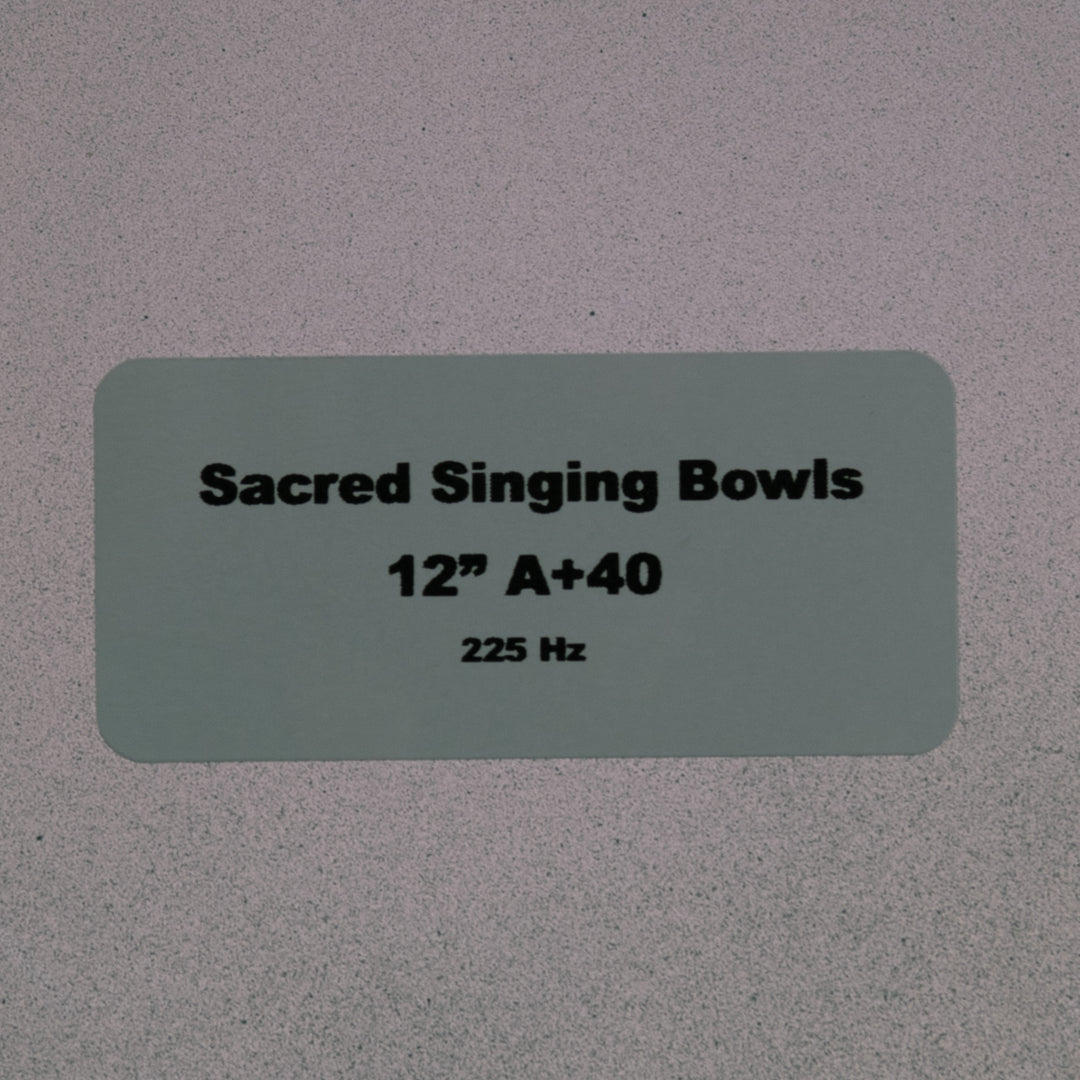 Sacred Singing Bowls
12” A+40
225 Hz